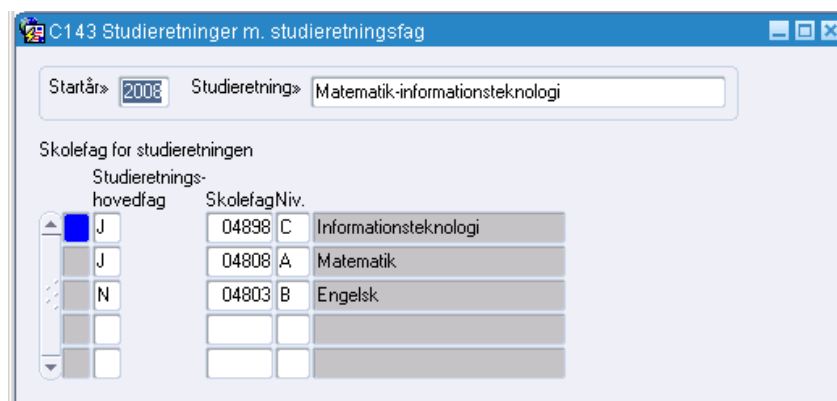 C143 Studieretninger m. studieretningsfag
Startår» 2008 Studieretning» Matematik-informationsteknologi
Skolefag for studieretningen
Studieretnings-
hovedfag Skolefag Niv.
J 04898 C Informationsteknologi
J 04808 A Matematik
N 04803 B Engelsk